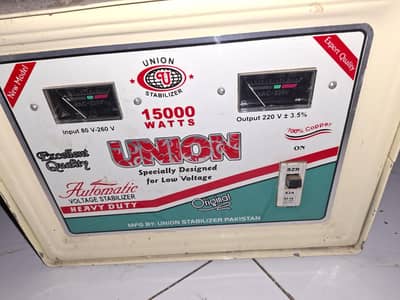 New Model
Export Quality
UNION
U
STABILIZER
15000
WATTS
Input 80 V-260 V
Output 220 V ± 3.5%
100% Copper
Excellent
Quality
UNION
Specially Designed
for Low Voltage
ON
Automatic
VOLTAGE STABILIZER
HEAVY DUTY
Original
MFG BY: UNION STABILIZER PAKISTAN